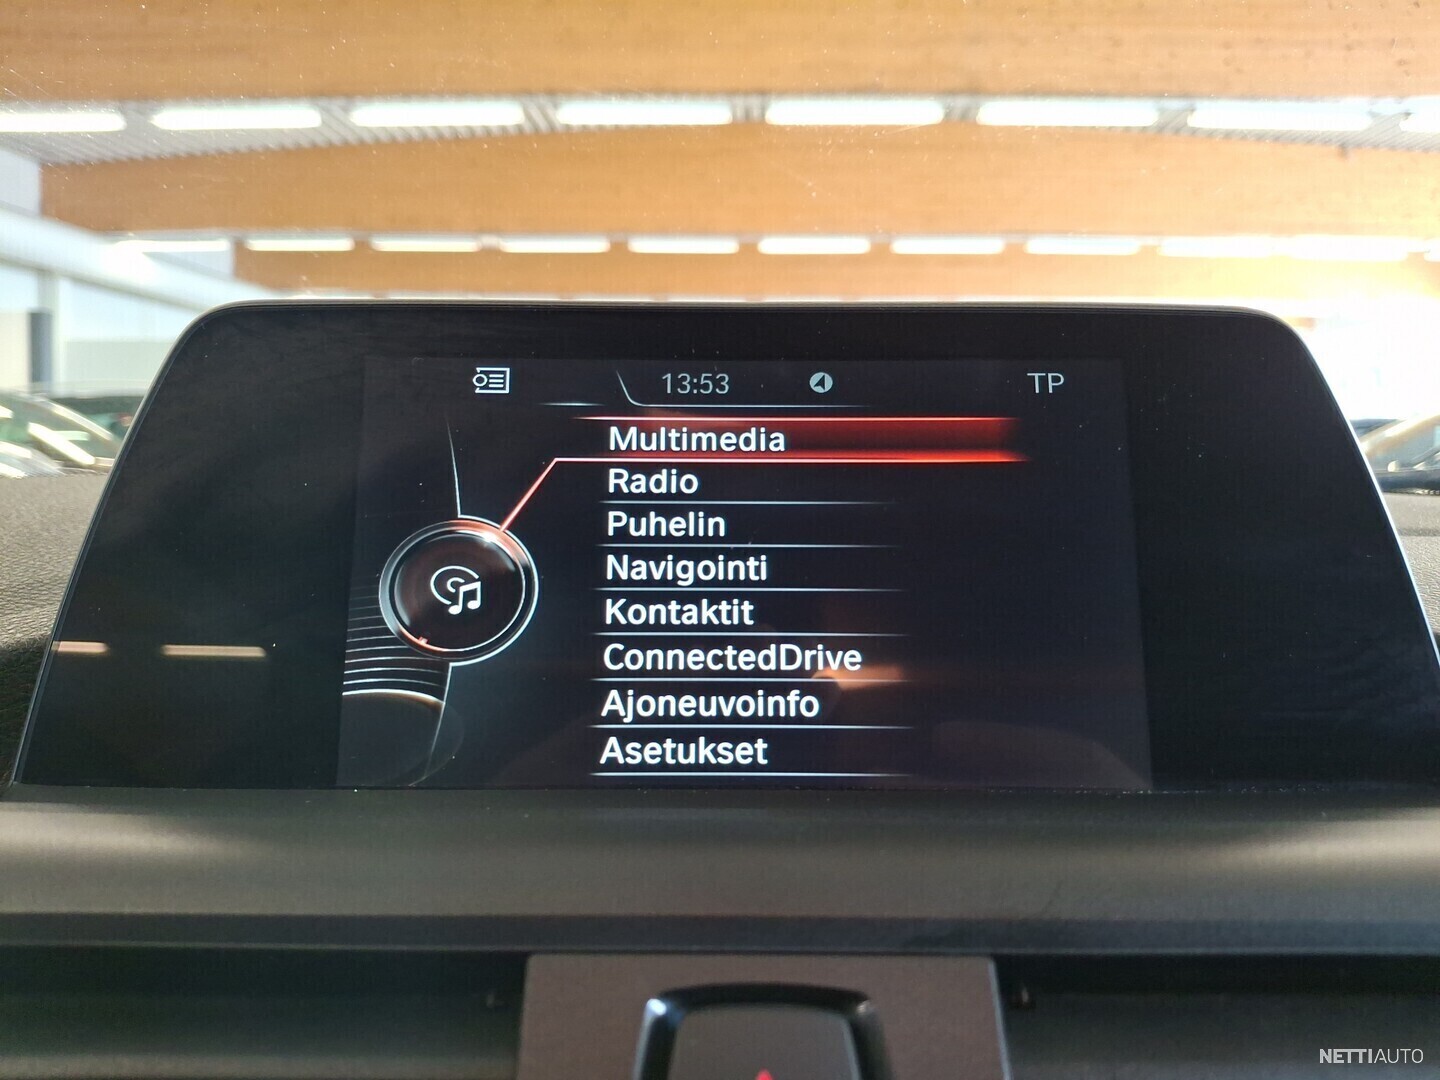 13:53 TP
Multimedia
Radio
Puhelin
Navigointi
Kontaktit
ConnectedDrive
Ajoneuvoinfo
Asetukset
NETTIAUTO